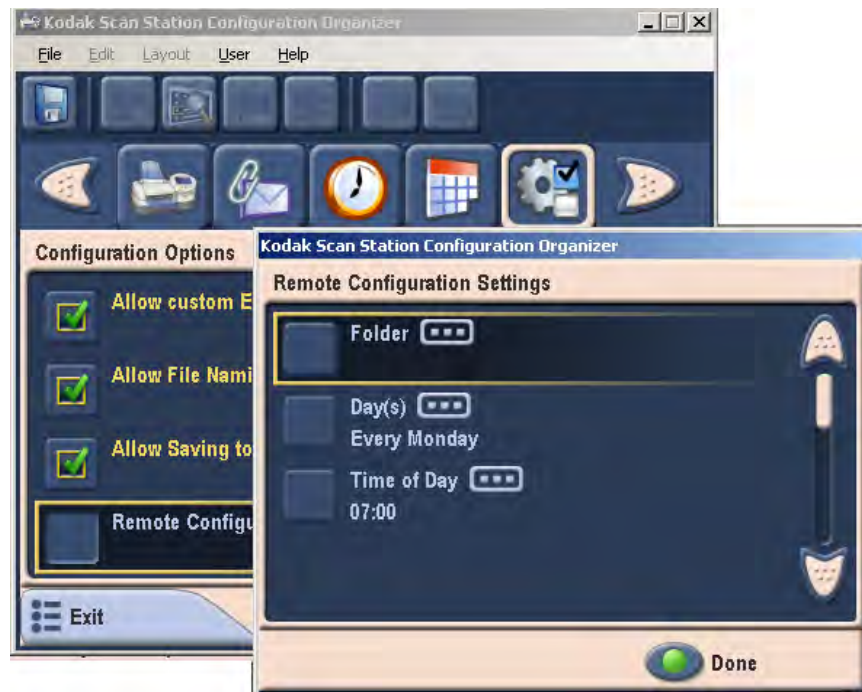 Kodak Scan Station Configuration Organizer
File Edit Layout User Help
Configuration Options
Allow custom E
Allow File Nami
Allow Saving to
Remote Configu
Exit
Kodak Scan Station Configuration Organizer
Remote Configuration Settings
Folder
Day(s)
Every Monday
Time of Day
07:00
Done